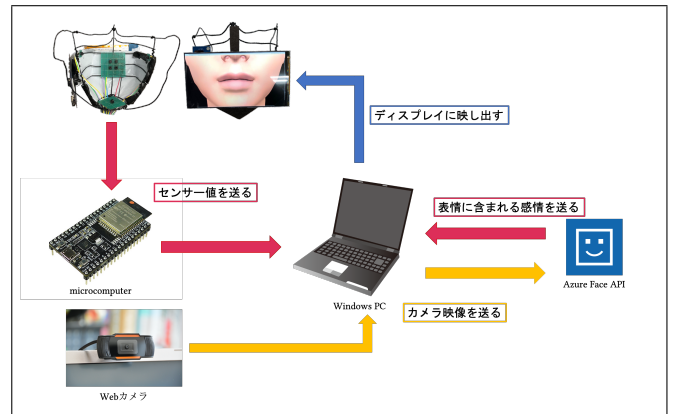 ディスプレイに映し出す
センサー値を送る
表情に含まれる感情を送る
microcomputer
Windows PC
Azure Face API
カメラ映像を送る
Webカメラ